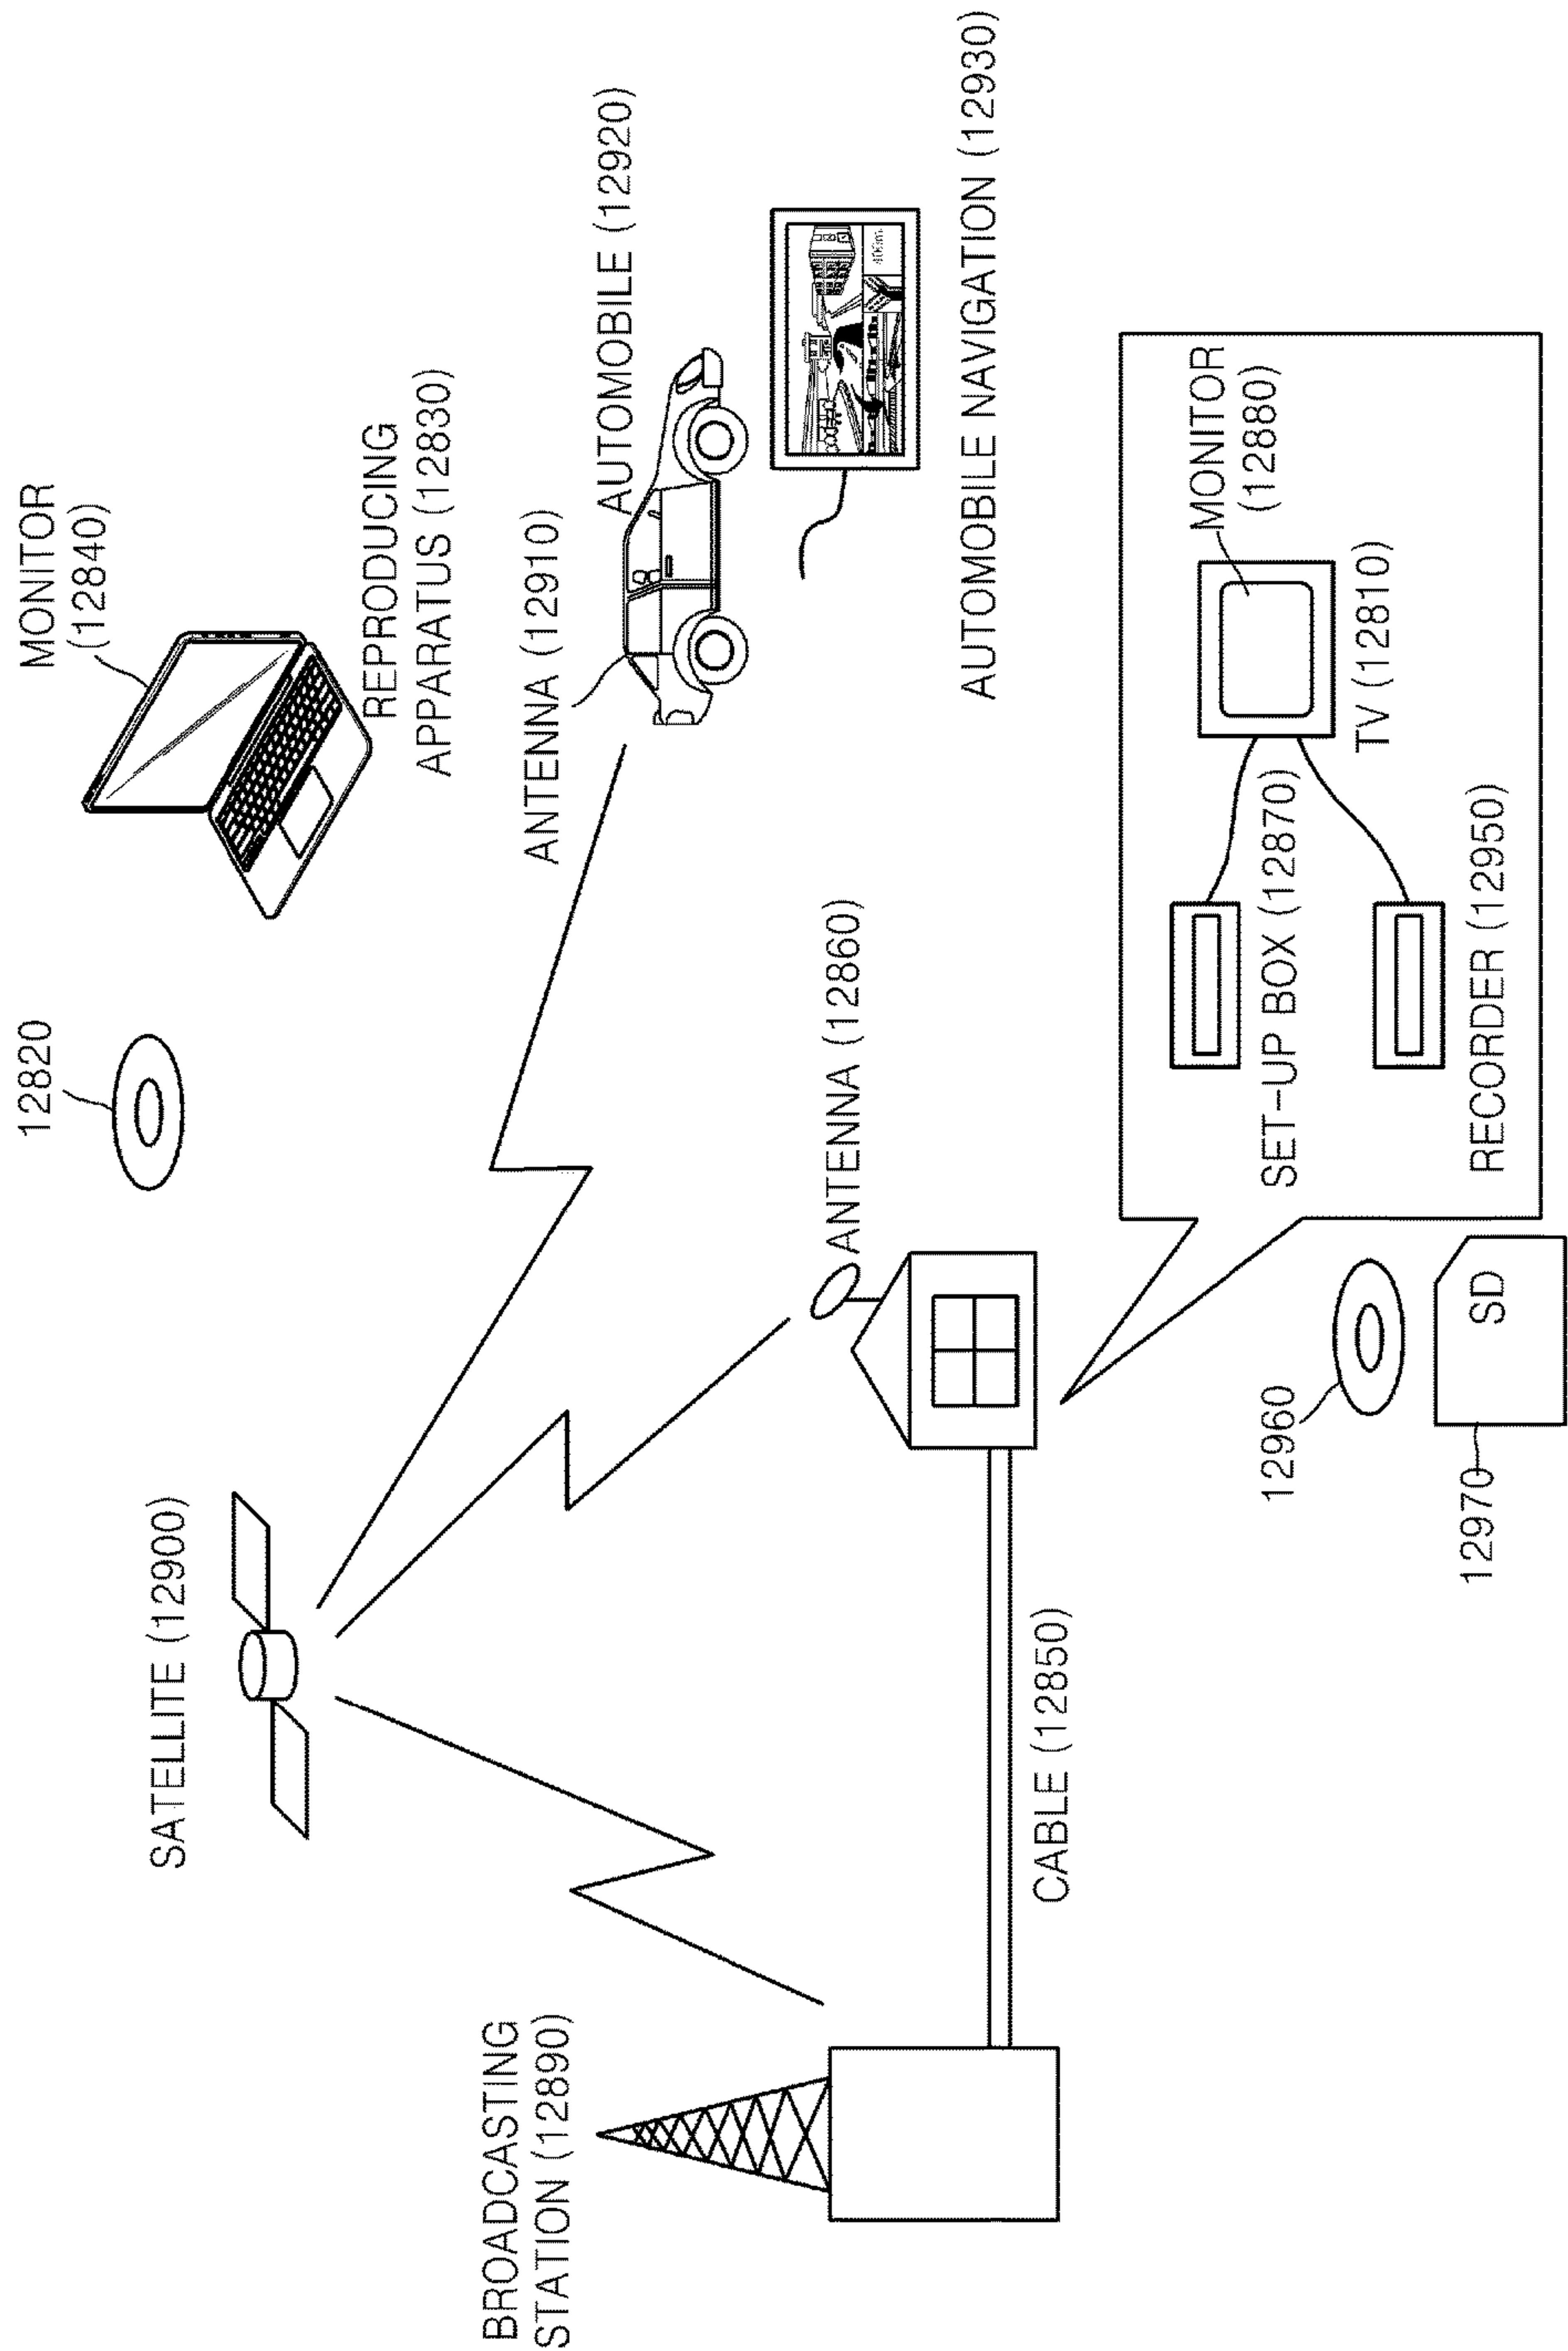 SATELLITE (12900)
12820
MONITOR
(12840)
REPRODUCING
APPARATUS (12830)
BROADCASTING
STATION (12890)
ANTENNA (12910)
AUTOMOBILE (12920)
ANTENNA (12860)
400m
AUTOMOBILE NAVIGATION (12930)
CABLE (12850)
MONITOR
(12880)
SET-UP BOX (12870)
TV (12810)
12960
RECORDER (12950)
12970
SD